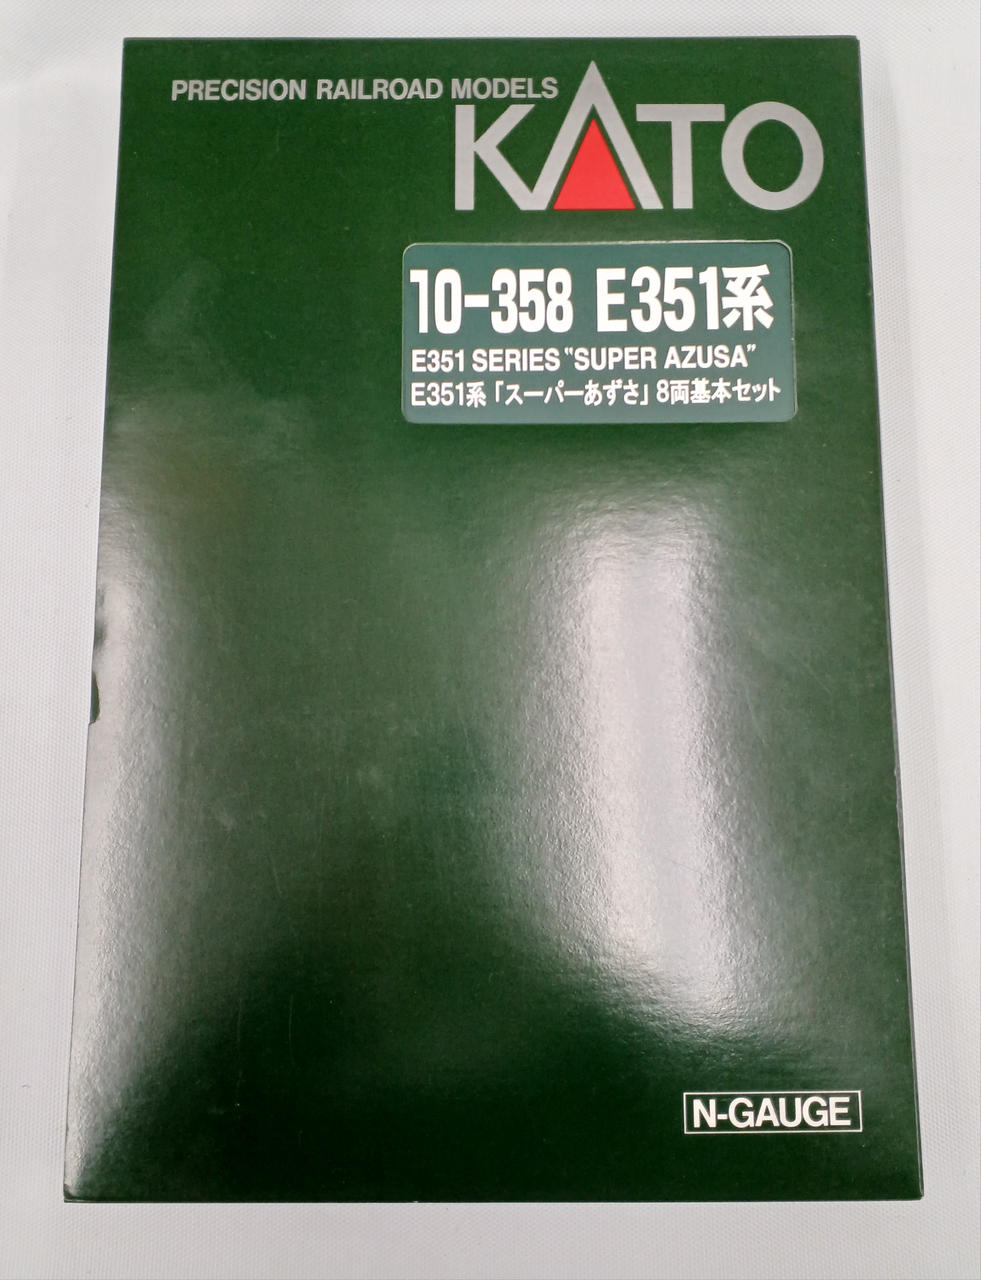 PRECISION RAILROAD MODELS
KATO
10-358 E351系
E351 SERIES “SUPER AZUSA”
E351系「スーパーあずさ」8両基本セット
N-GAUGE